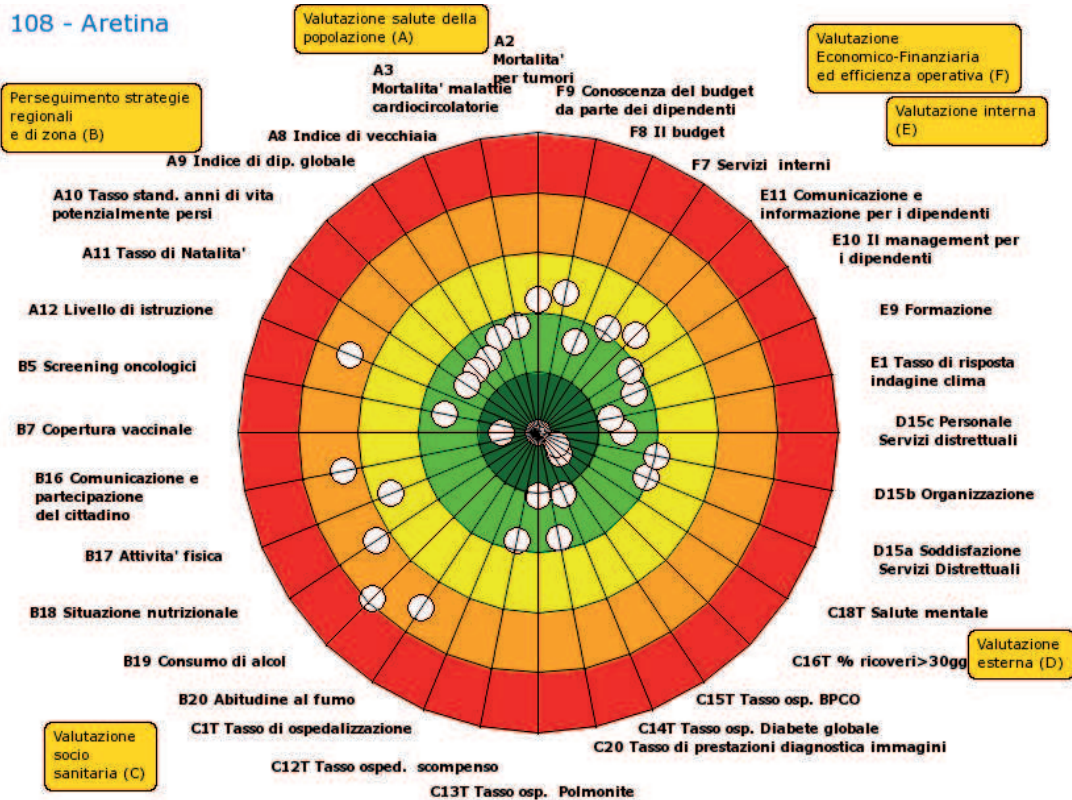 108 - Aretina
Valutazione salute della
popolazione (A)
A2
Mortalita'
per tumori
Valutazione
Economico-Finanziaria
ed efficienza operativa (F)
A3
Mortalita' malattie
cardiocircolatorie
F9 Conoscenza del budget
da parte dei dipendenti
Perseguimento strategie
regionali
e di zona (B)
Valutazione interna
(E)
A8 Indice di vecchiaia
F8 Il budget
A9 Indice di dip. globale
F7 Servizi interni
A10 Tasso stand. anni di vita
potenzialmente persi
E11 Comunicazione e
informazione per i dipendenti
A11 Tasso di Natalita'
E10 Il management per
i dipendenti
A12 Livello di istruzione
E9 Formazione
B5 Screening oncologici
E1 Tasso di risposta
indagine clima
B7 Copertura vaccinale
D15c Personale
Servizi distrettuali
B16 Comunicazione e
partecipazione
del cittadino
D15b Organizzazione
B17 Attivita' fisica
D15a Soddisfazione
Servizi Distrettuali
B18 Situazione nutrizionale
C18T Salute mentale
B19 Consumo di alcol
C16T % ricoveri>30gg
Valutazione
esterna (D)
B20 Abitudine al fumo
C15T Tasso osp. BPCO
C1T Tasso di ospedalizzazione
C14T Tasso osp. Diabete globale
C20 Tasso di prestazioni diagnostica immagini
Valutazione
socio
sanitaria (C)
C12T Tasso osped. scompenso
C13T Tasso osp. Polmonite